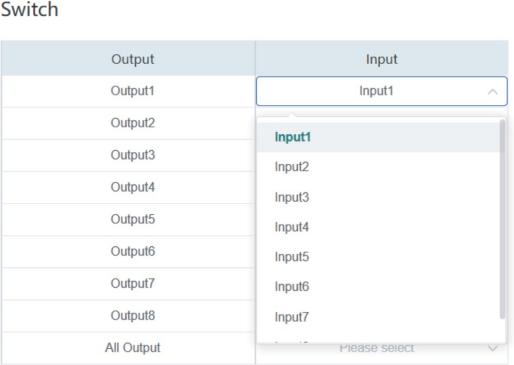 Switch
Output Input
Output1 Input1
Output2
Input1
Output3
Input2
Output4
Input3
Output5
Input4
Input5
Output6
Input6
Output7
Output8
Input7
All Output Please select